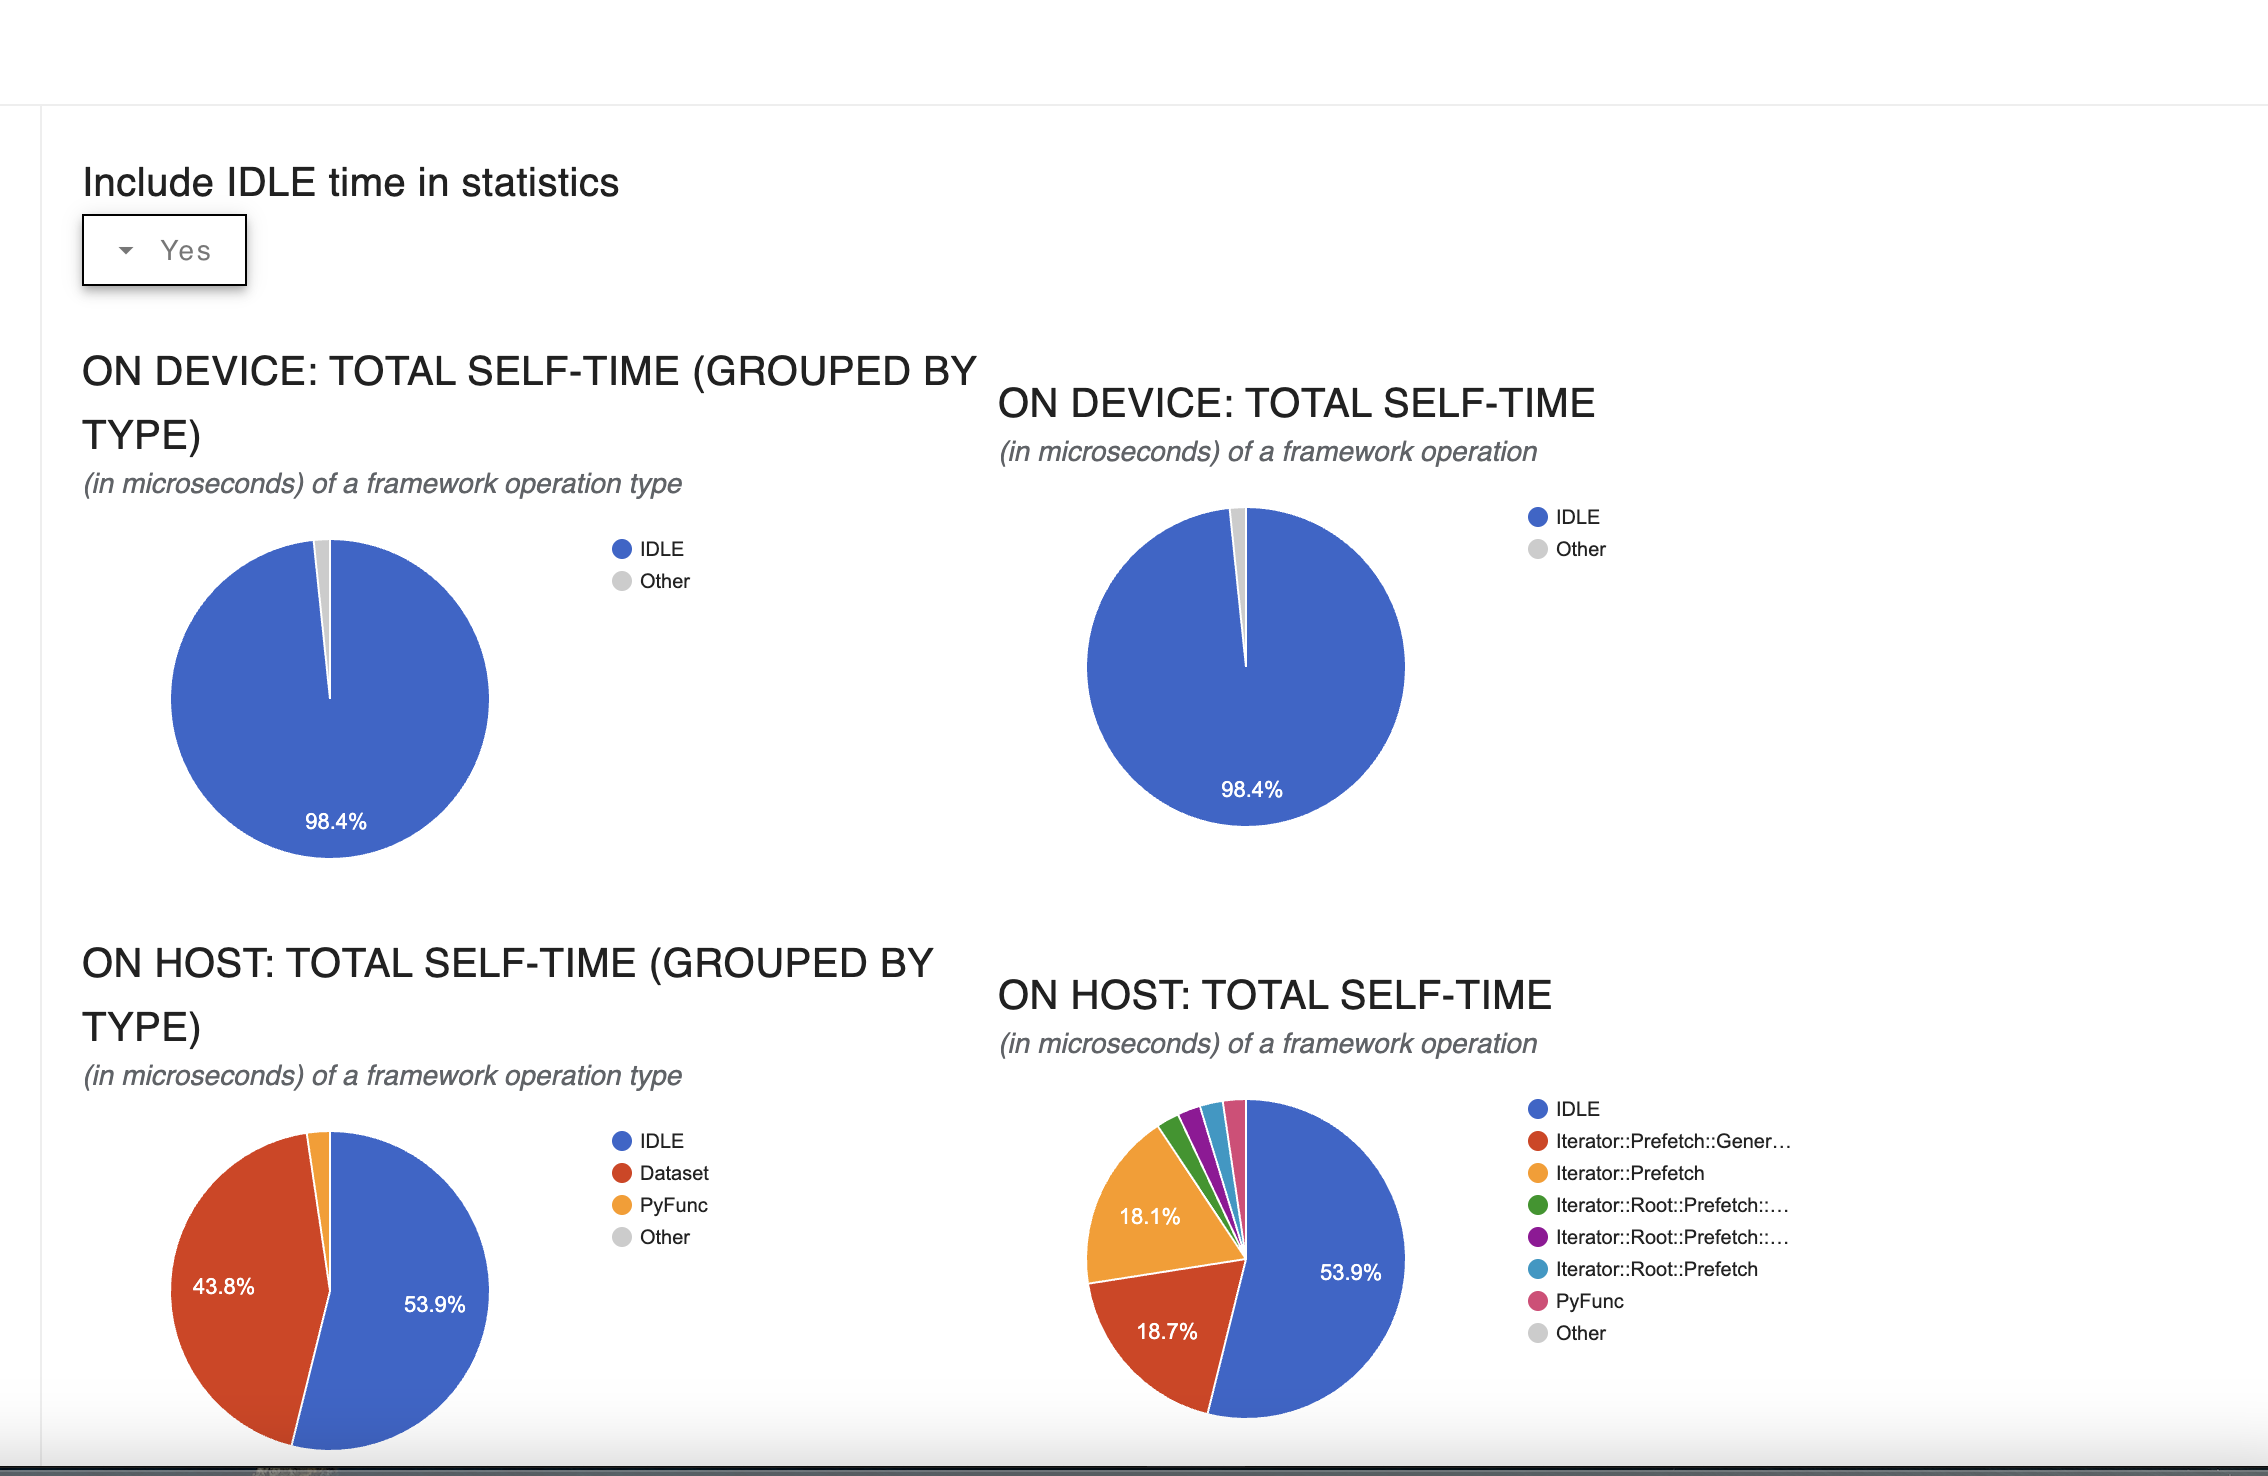 Include IDLE time in statistics
Yes
ON DEVICE: TOTAL SELF-TIME (GROUPED BY
TYPE)
(in microseconds) of a framework operation type
IDLE
Other
98.4%
ON DEVICE: TOTAL SELF-TIME
(in microseconds) of a framework operation
IDLE
Other
98.4%
ON HOST: TOTAL SELF-TIME (GROUPED BY
TYPE)
(in microseconds) of a framework operation type
IDLE
Dataset
PyFunc
Other
43.8%
53.9%
ON HOST: TOTAL SELF-TIME
(in microseconds) of a framework operation
IDLE
Iterator::Prefetch::Gener...
Iterator::Prefetch
Iterator::Root::Prefetch::...
Iterator::Root::Prefetch::...
Iterator::Root::Prefetch
PyFunc
Other
18.1%
53.9%
18.7%